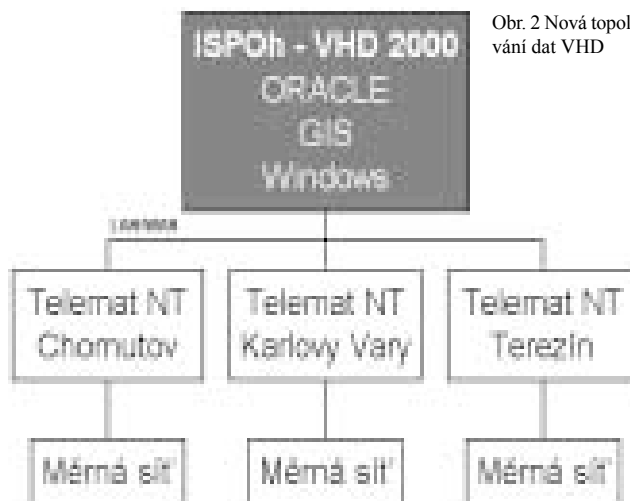 Obr. 2 Nová topol
vání dat VHD
ISPOh - VHD 2000
ORACLE
GIS
Windows
Telemat NT
Chomutov
Telemat NT
Karlovy Vary
Telemat NT
Terezín
Měrná síť
Měrná síť
Měrná síť